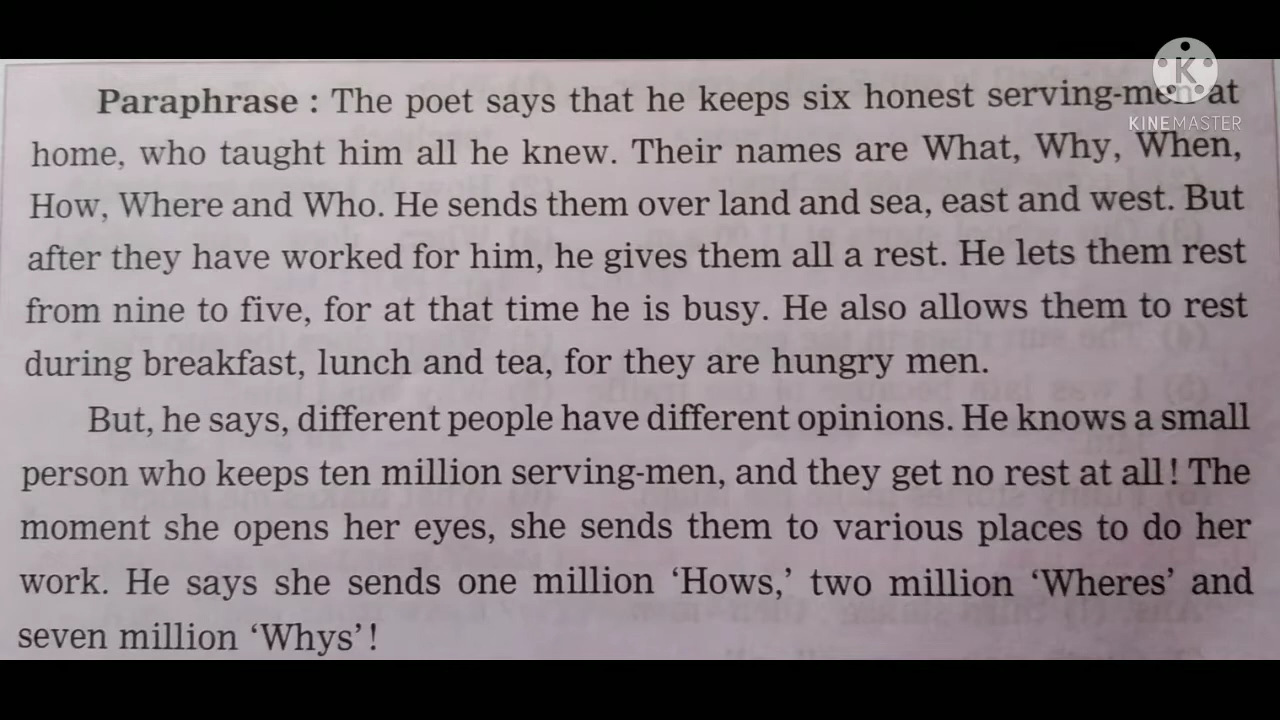 Paraphrase : The poet says that he keeps six honest serving-men at
home, who taught him all he knew. Their names are What, Why, When,
How, Where and Who. He sends them over land and sea, east and west. But
after they have worked for him, he gives them all a rest. He lets them rest
from nine to five, for at that time he is busy. He also allows them to rest
during breakfast, lunch and tea, for they are hungry men.
But, he says, different people have different opinions. He knows a small
person who keeps ten million serving-men, and they get no rest at all! The
moment she opens her eyes, she sends them to various places to do her
work. He says she sends one million ‘Hows,’ two million ‘Wheres’ and
seven million ‘Whys’!
K
KINEMASTER